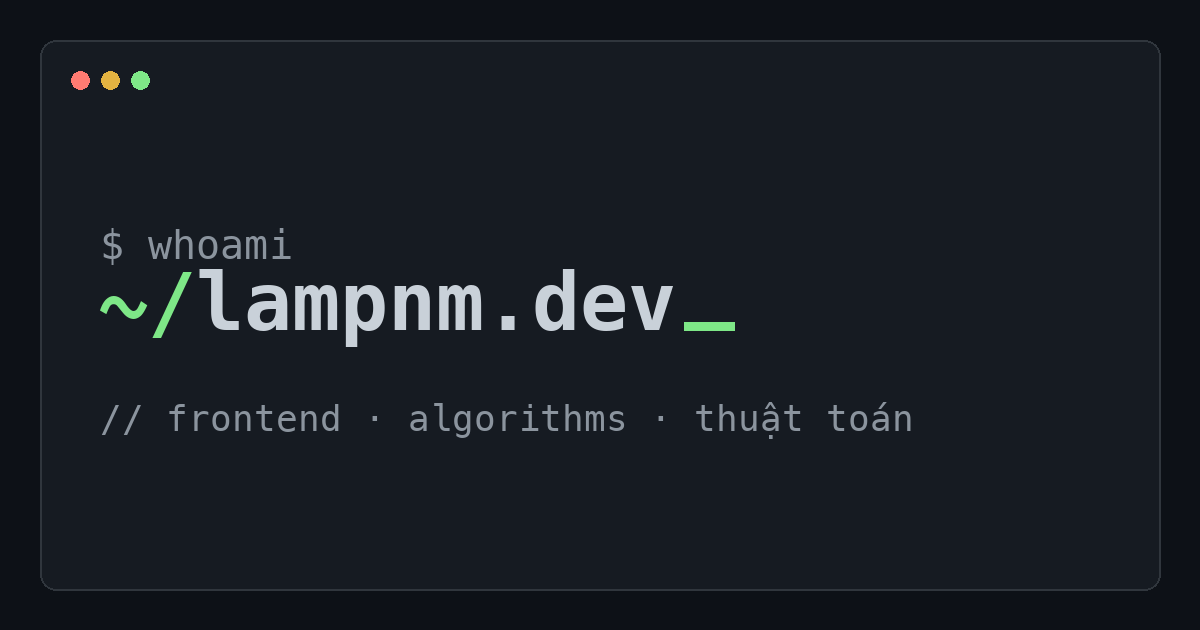 $ whoami
~/lampnm.dev_
// frontend · algorithms · thuật toán